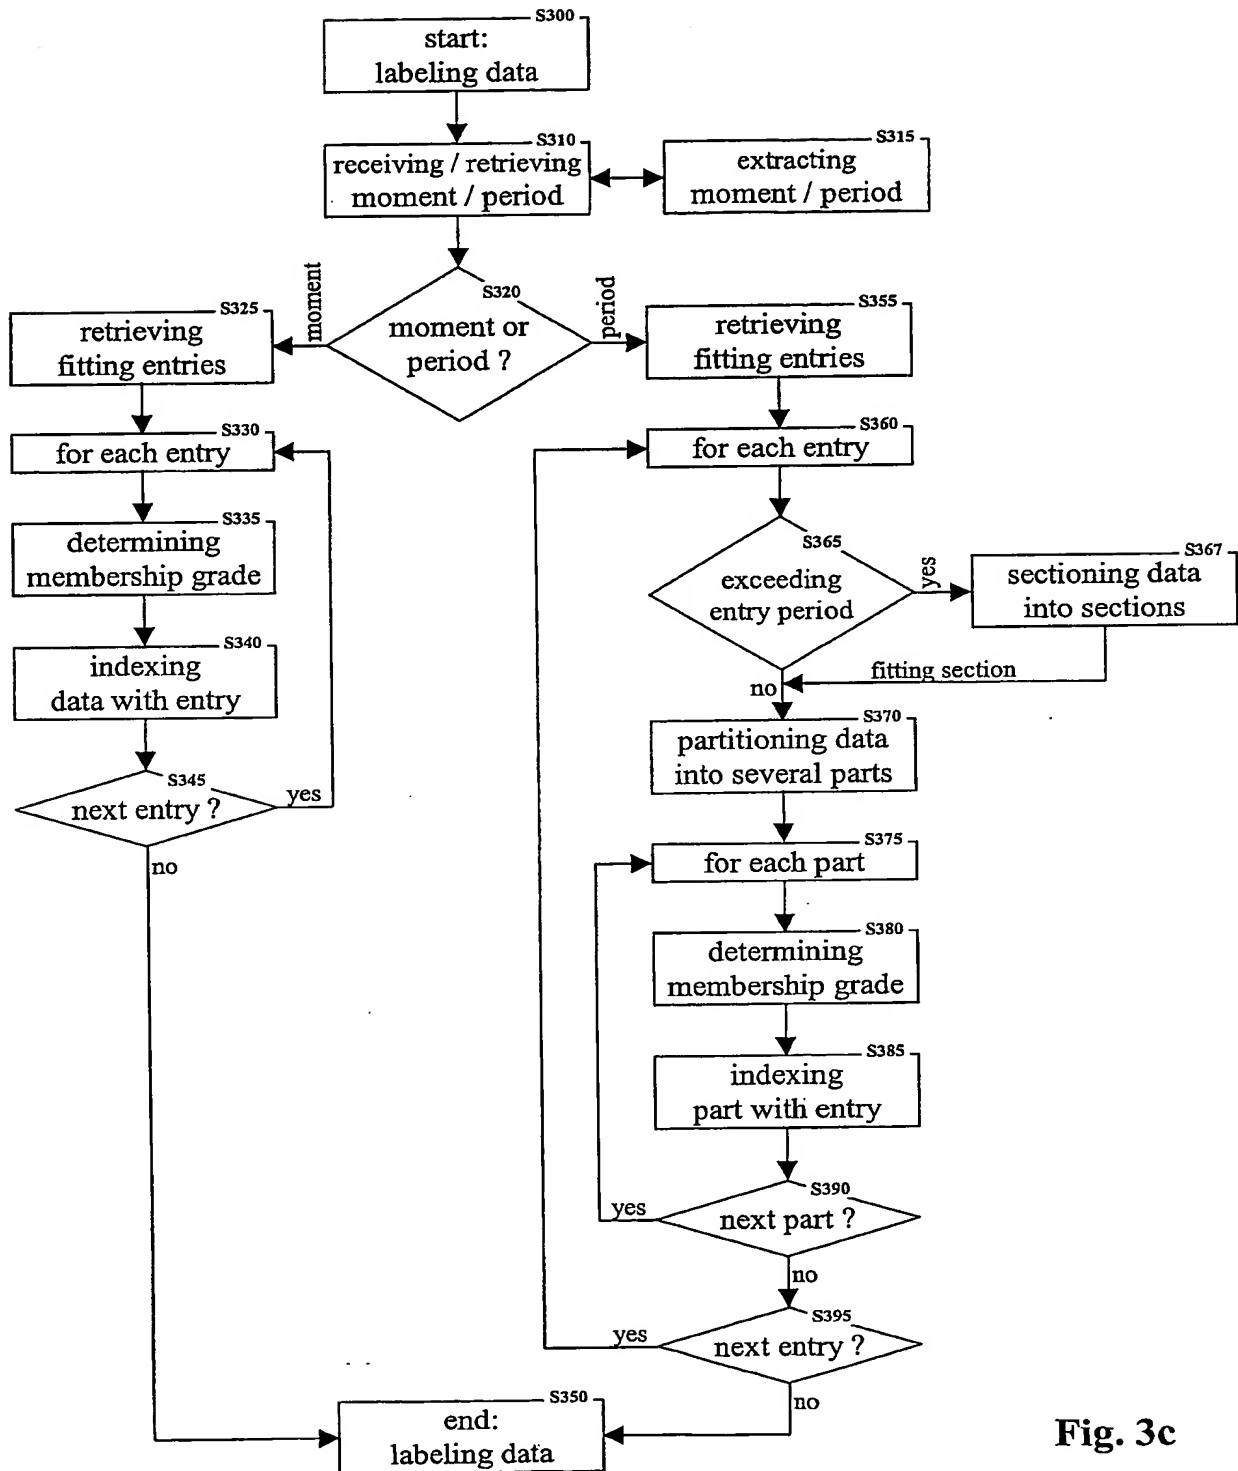 S300
start:
labeling data
S310
receiving / retrieving
moment / period
S315
extracting
moment / period
S320
moment or
period ?
moment
period
S325
retrieving
fitting entries
S330
for each entry
S335
determining
membership grade
S340
indexing
data with entry
S345
next entry ?
yes
no
S355
retrieving
fitting entries
S360
for each entry
S365
exceeding
entry period
yes
S367
sectioning data
into sections
fitting section
no
S370
partitioning data
into several parts
S375
for each part
S380
determining
membership grade
S385
indexing
part with entry
S390
next part ?
yes
no
S395
next entry ?
yes
no
S350
end:
labeling data
Fig. 3c